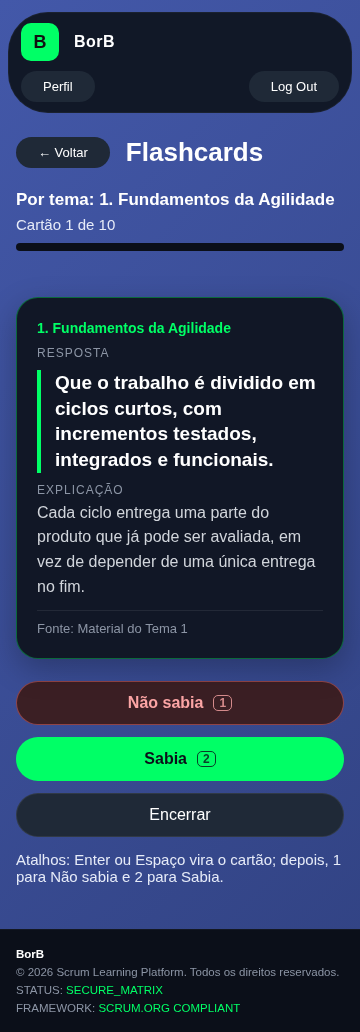 B BorB
Perfil Log Out
← Voltar Flashcards
Por tema: 1. Fundamentos da Agilidade
Cartão 1 de 10
1. Fundamentos da Agilidade
RESPOSTA
Que o trabalho é dividido em
ciclos curtos, com
incrementos testados,
integrados e funcionais.
EXPLICAÇÃO
Cada ciclo entrega uma parte do
produto que já pode ser avaliada, em
vez de depender de uma única entrega
no fim.
Fonte: Material do Tema 1
Não sabia 1
Sabia 2
Encerrar
Atalhos: Enter ou Espaço vira o cartão; depois, 1
para Não sabia e 2 para Sabia.
BorB
© 2026 Scrum Learning Platform. Todos os direitos reservados.
STATUS: SECURE_MATRIX
FRAMEWORK: SCRUM.ORG COMPLIANT